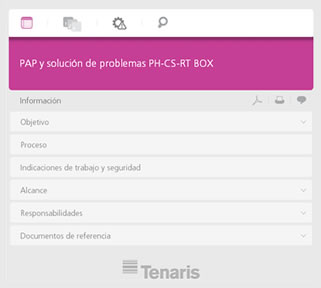 PAP y solución de problemas PH-CS-RT BOX
Información
Objetivo
Proceso
Indicaciones de trabajo y seguridad
Alcance
Responsabilidades
Documentos de referencia
Tenaris